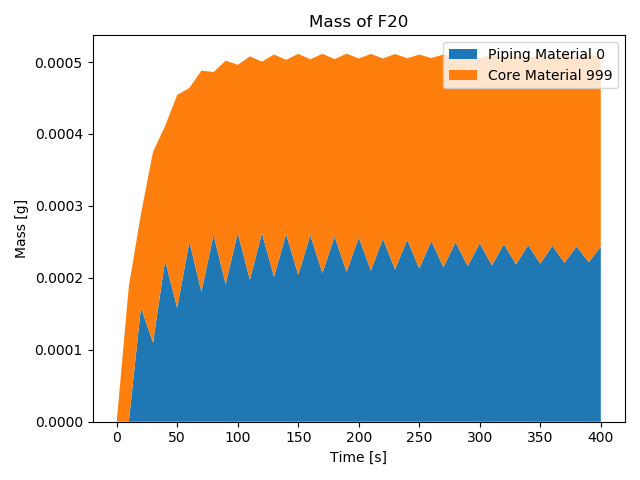 Mass of F20
Piping Material 0
Core Material 999
Mass [g]
0.0005
0.0004
0.0003
0.0002
0.0001
0.0000
0 50 100 150 200 250 300 350 400
Time [s]